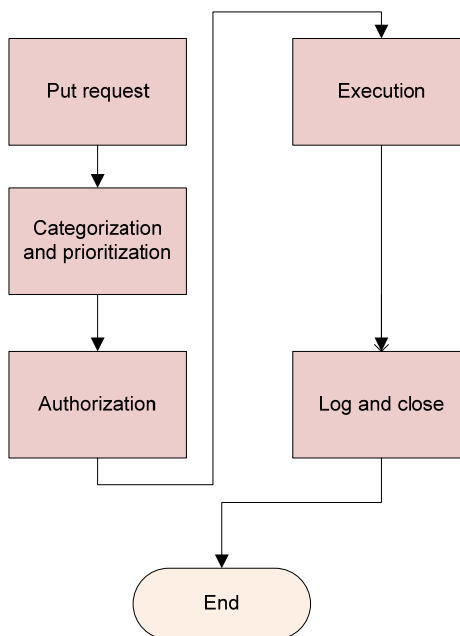 Put request
Categorization
and prioritization
Authorization
Execution
Log and close
End